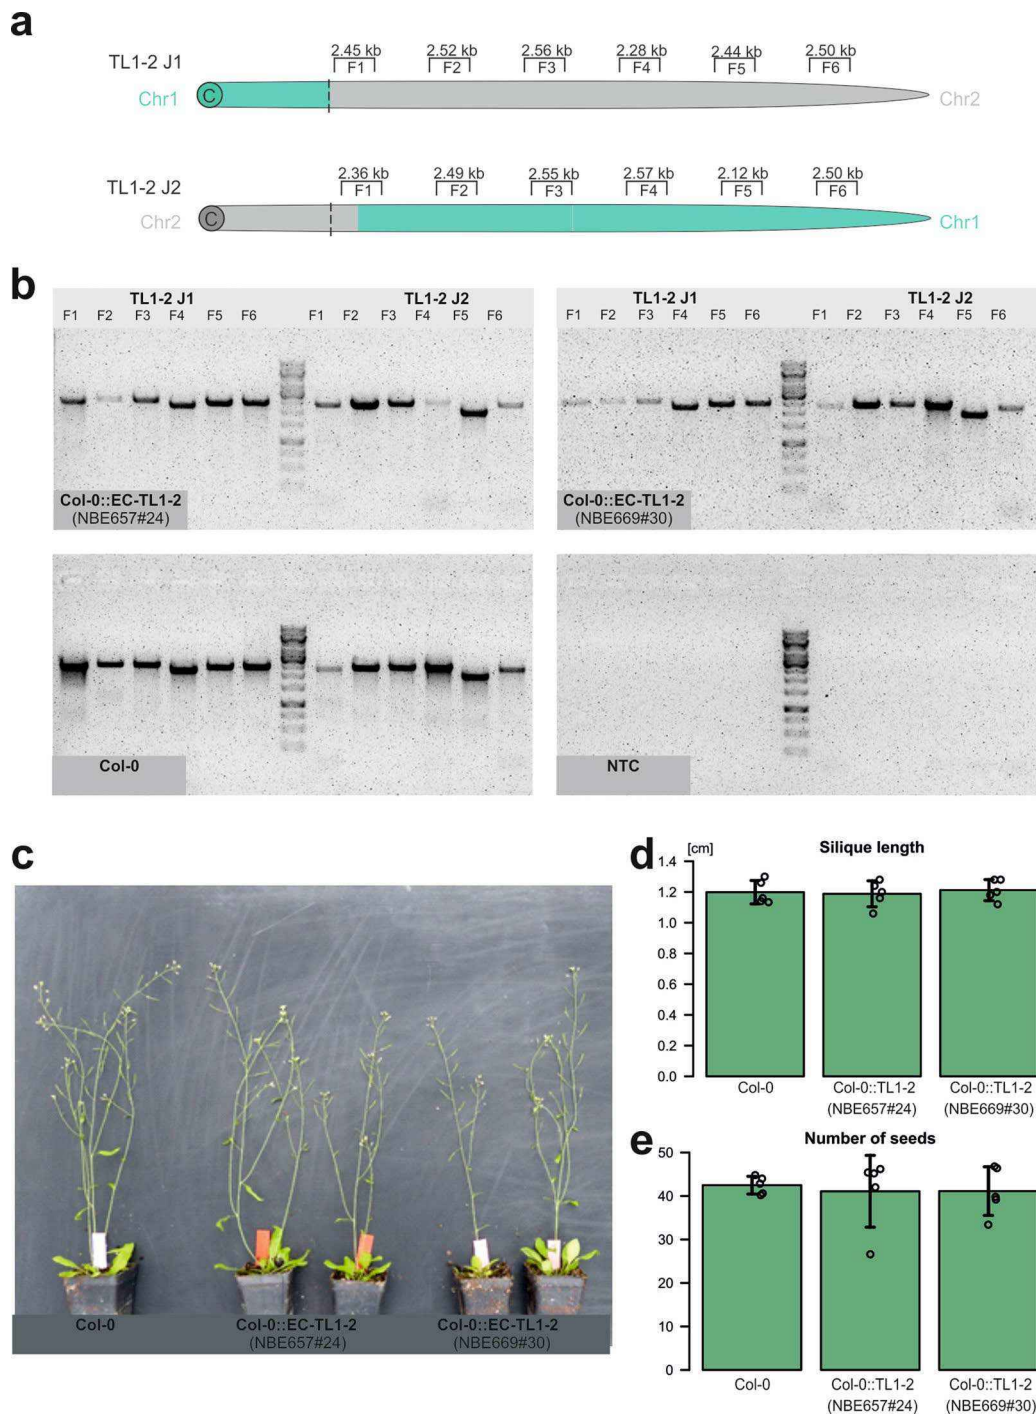 a
2.45 kb 2.52 kb 2.56 kb 2.28 kb 2.44 kb 2.50 kb
TL1-2 J1 F1 F2 F3 F4 F5 F6
Chr1 C Chr2
2.36 kb 2.49 kb 2.55 kb 2.57 kb 2.12 kb 2.50 kb
TL1-2 J2 F1 F2 F3 F4 F5 F6
Chr2 C Chr1
b
TL1-2 J1 TL1-2 J2
F1 F2 F3 F4 F5 F6 F1 F2 F3 F4 F5 F6
Col-0::EC-TL1-2
(NBE657#24)
TL1-2 J1 TL1-2 J2
F1 F2 F3 F4 F5 F6 F1 F2 F3 F4 F5 F6
Col-0::EC-TL1-2
(NBE669#30)
Col-0
NTC
c
Col-0
Col-0::EC-TL1-2
(NBE657#24)
Col-0::EC-TL1-2
(NBE669#30)
d
[cm] Silique length
1.4
1.2
1.0
0.8
0.6
0.4
0.2
0.0
Col-0 Col-0::TL1-2 Col-0::TL1-2
(NBE657#24) (NBE669#30)
e
Number of seeds
50
40
30
20
10
0
Col-0 Col-0::TL1-2 Col-0::TL1-2
(NBE657#24) (NBE669#30)